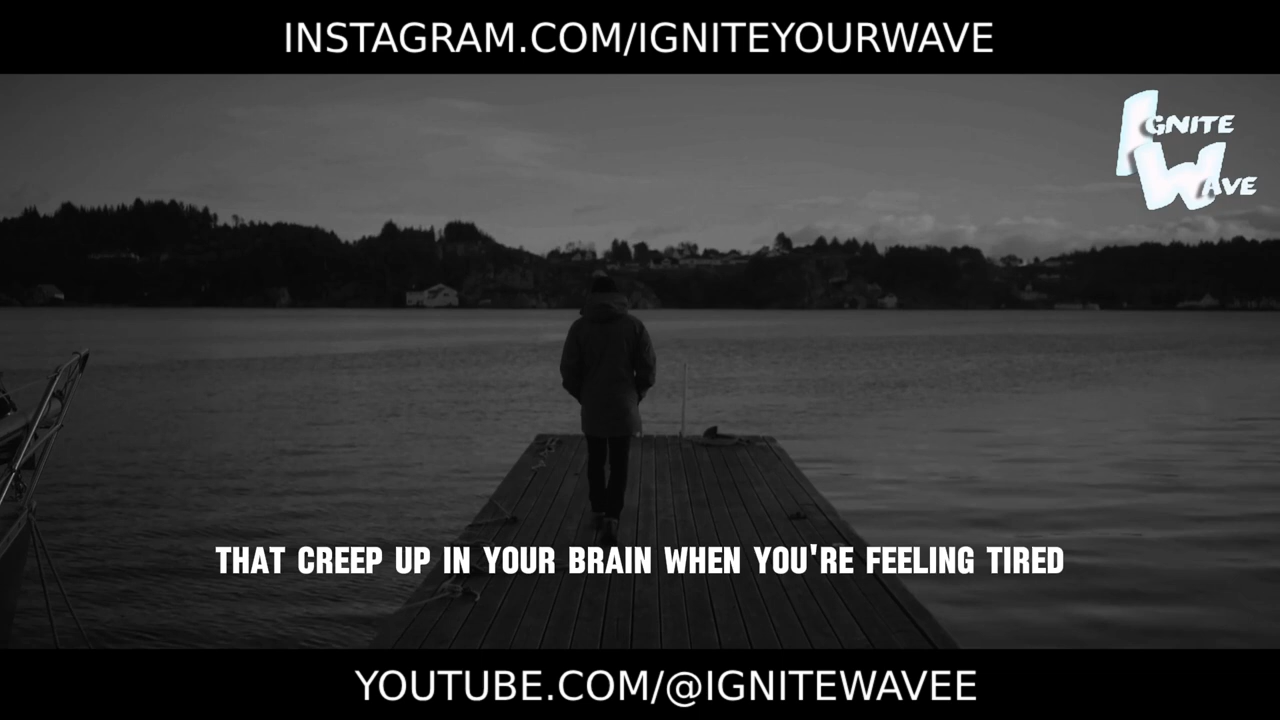 INSTAGRAM.COM/IGNITEYOURWAVE
IGNITE
WAVE
THAT CREEP UP IN YOUR BRAIN WHEN YOU'RE FEELING TIRED
YOUTUBE.COM/@IGNITEWAVEE